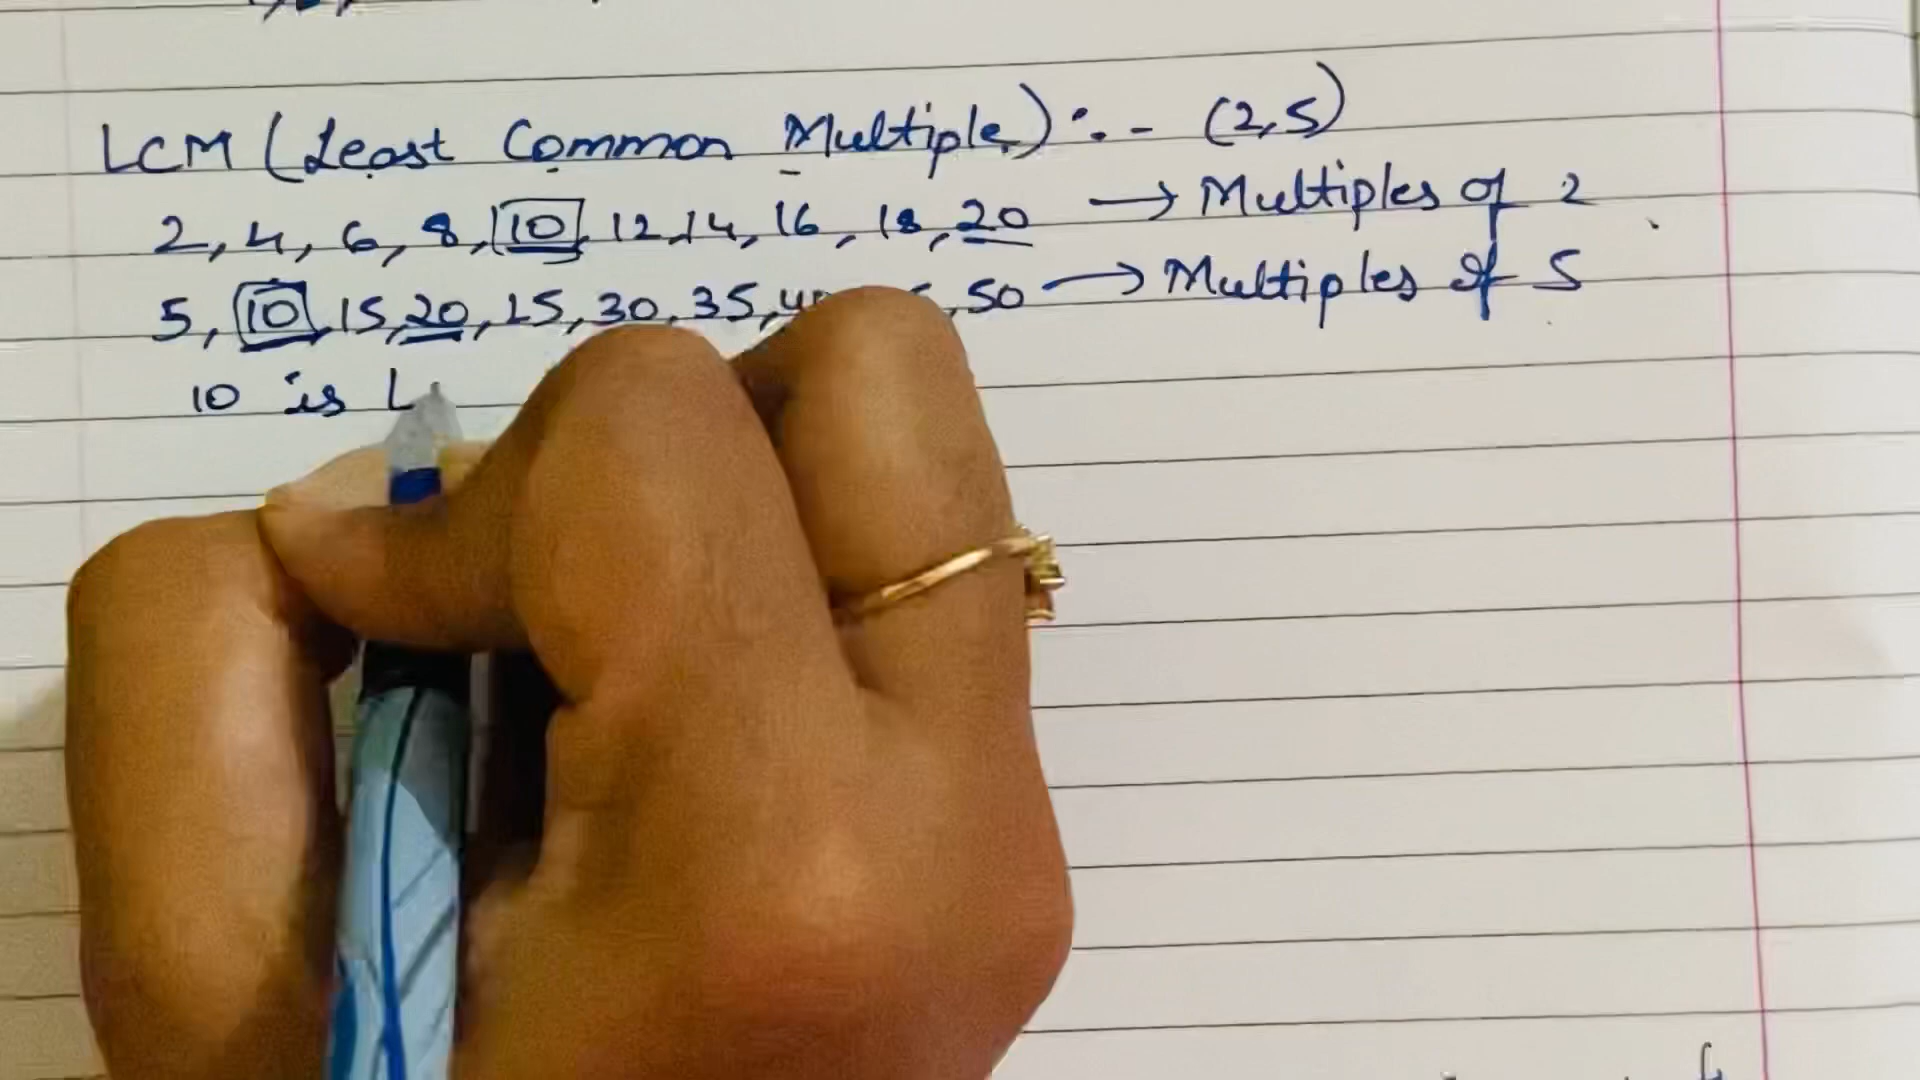 LCM (Least Common Multiple) :- (2,5)
2, 4, 6, 8, 10, 12, 14, 16, 18, 20 → Multiples of 2
5, 10, 15, 20, 25, 30, 35, 50 → Multiples of 5
10 is L